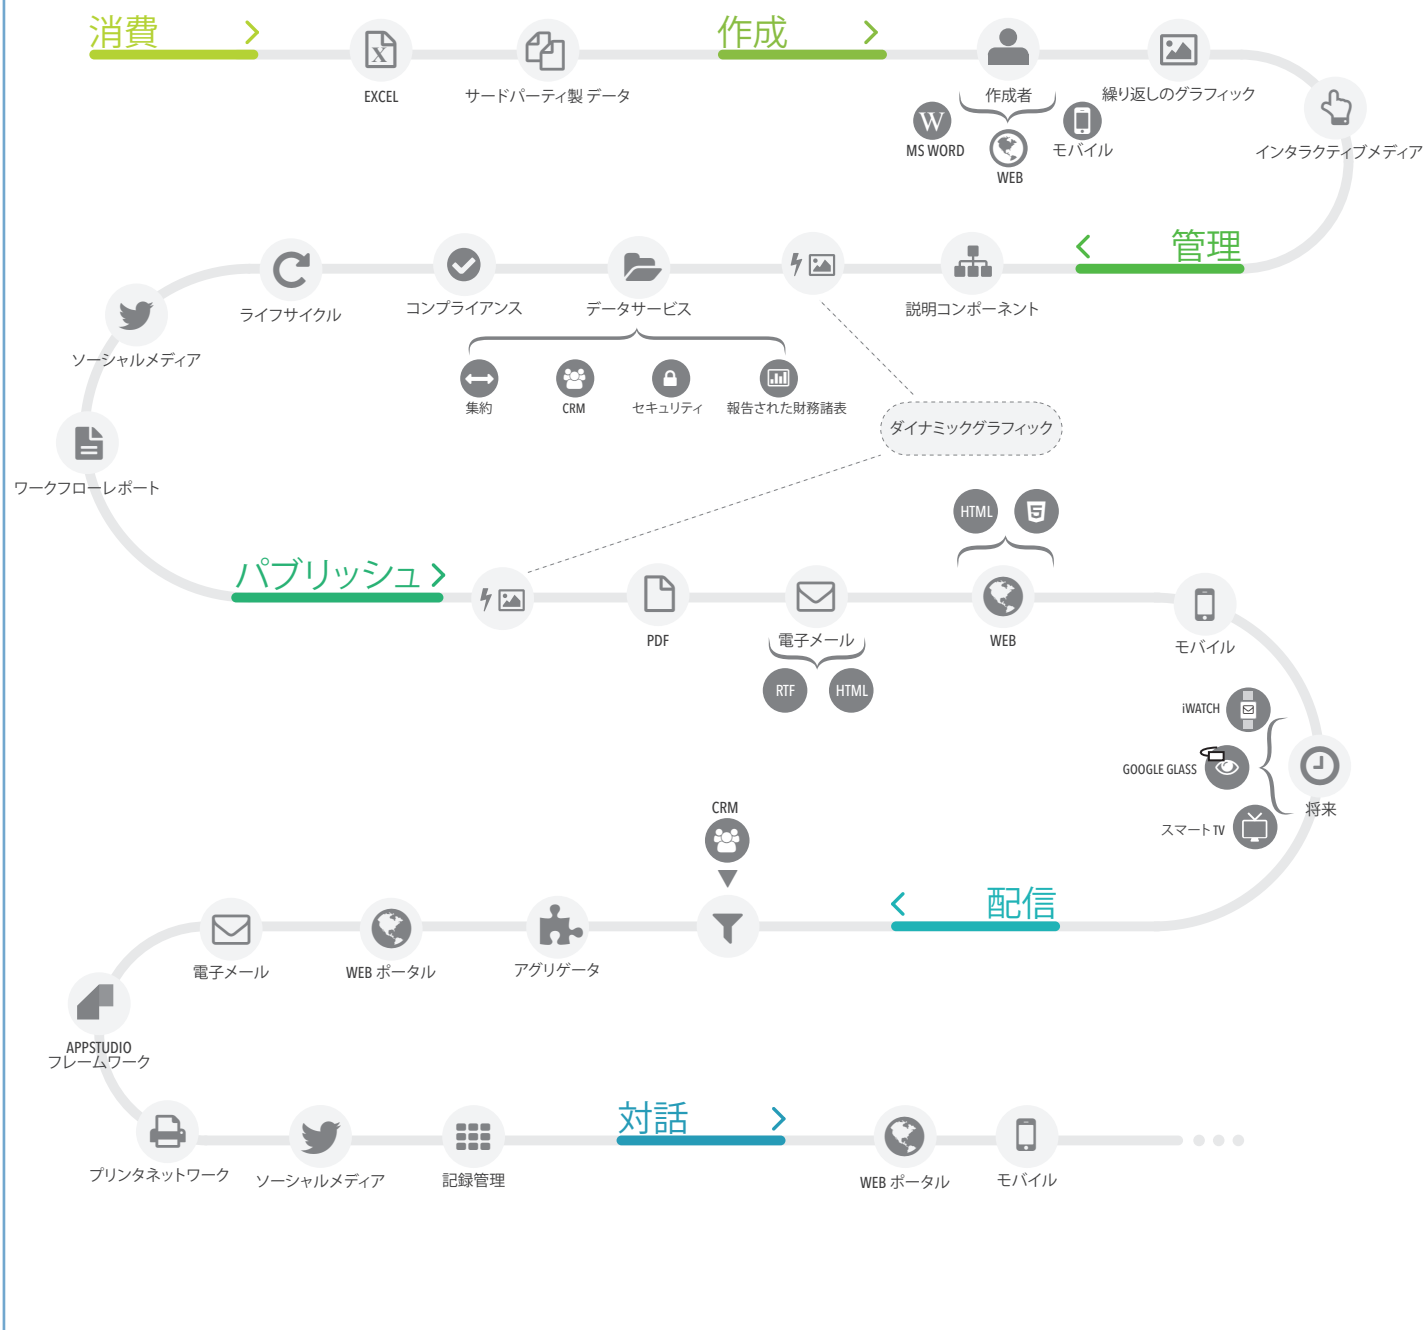 消費
作成
EXCEL
サードパーティ製 データ
作成者
繰り返しのグラフィック
MS WORD
WEB
モバイル
インタラクティブメディア
管理
説明コンポーネント
データサービス
コンプライアンス
ライフサイクル
ソーシャルメディア
集約
CRM
セキュリティ
報告された財務諸表
ダイナミックグラフィック
ワークフローレポート
パブリッシュ
PDF
電子メール
RTF
HTML
HTML
WEB
モバイル
iWATCH
GOOGLE GLASS
スマート TV
将来
配信
CRM
アグリゲータ
WEB ポータル
電子メール
APPSTUDIO
フレームワーク
プリンタネットワーク
ソーシャルメディア
記録管理
対話
WEB ポータル
モバイル